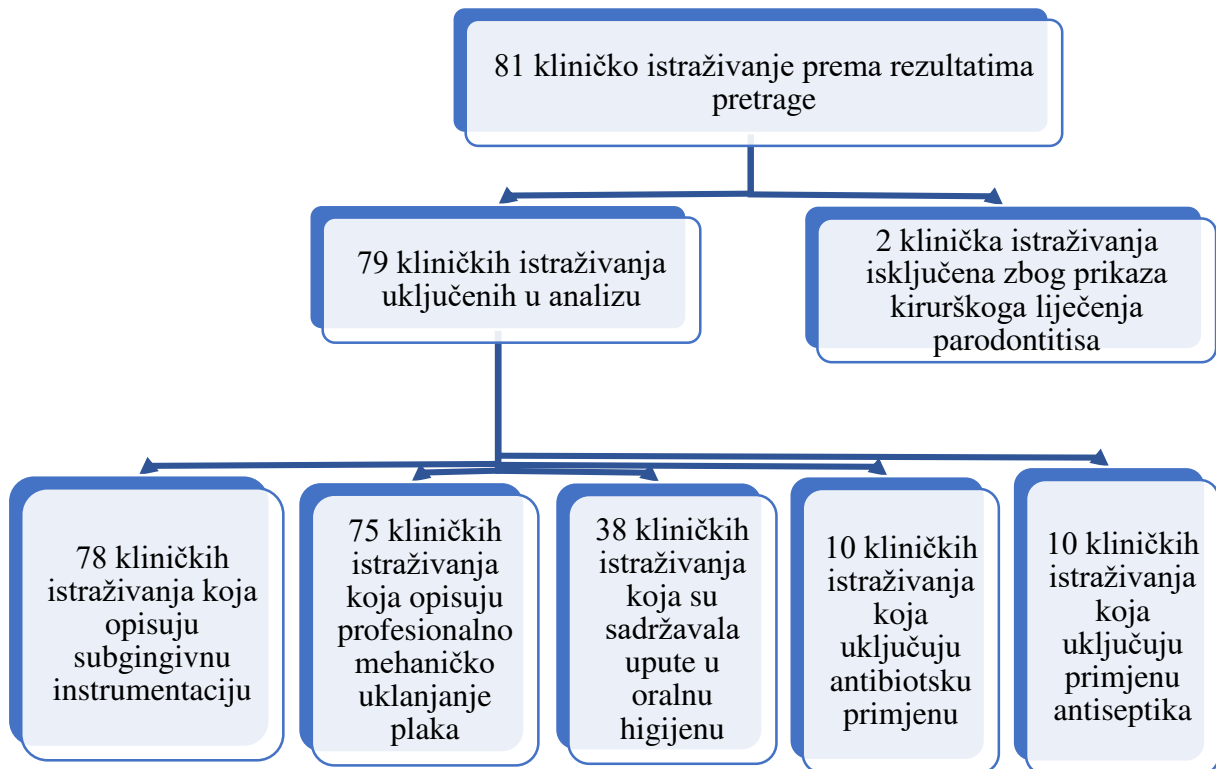 81 kliničko istraživanje prema rezultatima
pretrage
79 kliničkih istraživanja
uključenih u analizu
2 klinička istraživanja
isključena zbog prikaza
kirurškoga liječenja
parodontitisa
78 kliničkih
istraživanja koja
opisuju
subgingivnu
instrumentaciju
75 kliničkih
istraživanja
koja opisuju
profesionalno
mehaničko
uklanjanje
plaka
38 kliničkih
istraživanja
koja su
sadržavala
upute u
oralnu
higijenu
10 kliničkih
istraživanja
koja
uključuju
antibiotsku
primjenu
10 kliničkih
istraživanja
koja
uključuju
primjenu
antiseptika